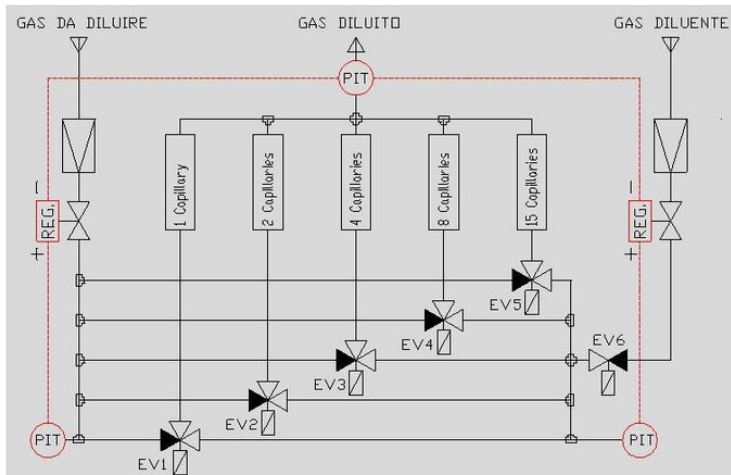 GAS DA DILUIRE
GAS DILUITO
GAS DILUENTE
PIT
1 Capillary
2 Capillaries
4 Capillaries
8 Capillaries
15 Capillaries
-
REG.
+
-
REG.
+
EV5
EV4
EV6
EV3
EV2
PIT
EV1
PIT